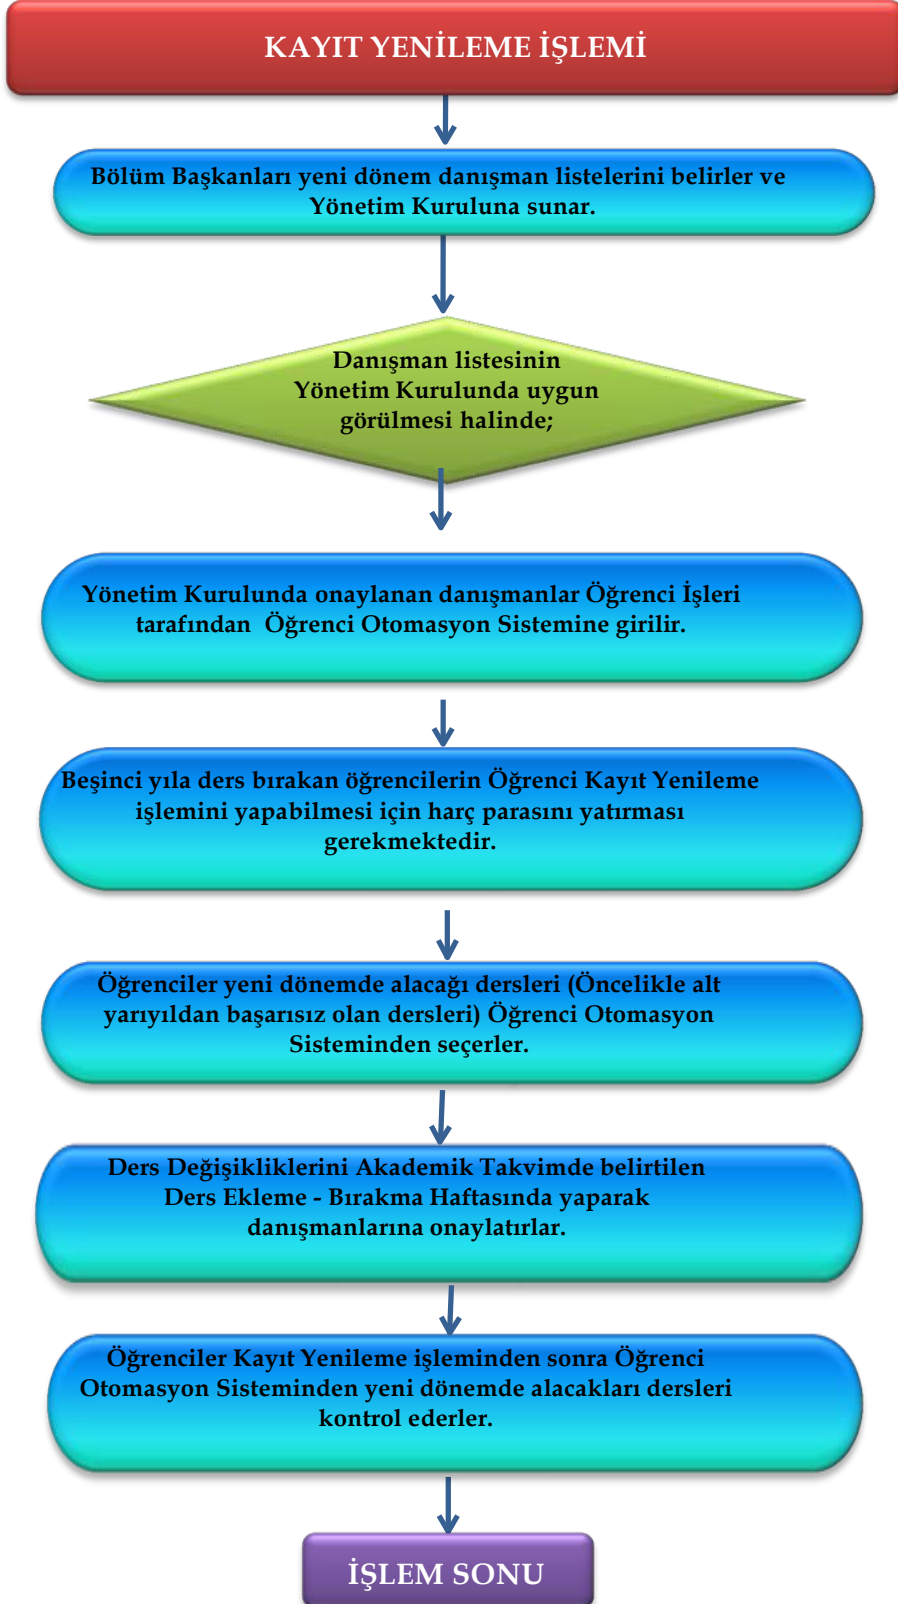 KAYIT YENİLEME İŞLEMİ
Bölüm Başkanları yeni dönem danışman listelerini belirler ve
Yönetim Kuruluna sunar.
Danışman listesinin
Yönetim Kurulunda uygun
görülmesi halinde;
Yönetim Kurulunda onaylanan danışmanlar Öğrenci İşleri
tarafından Öğrenci Otomasyon Sistemine girilir.
Beşinci yıla ders bırakan öğrencilerin Öğrenci Kayıt Yenileme
işlemini yapabilmesi için harç parasını yatırması
gerekmektedir.
Öğrenciler yeni dönemde alacağı dersleri (Öncelikle alt
yarıyıldan başarısız olan dersleri) Öğrenci Otomasyon
Sisteminden seçerler.
Ders Değişikliklerini Akademik Takvimde belirtilen
Ders Ekleme - Bırakma Haftasında yaparak
danışmanlarına onaylatırlar.
Öğrenciler Kayıt Yenileme işleminden sonra Öğrenci
Otomasyon Sisteminden yeni dönemde alacakları dersleri
kontrol ederler.
İŞLEM SONU